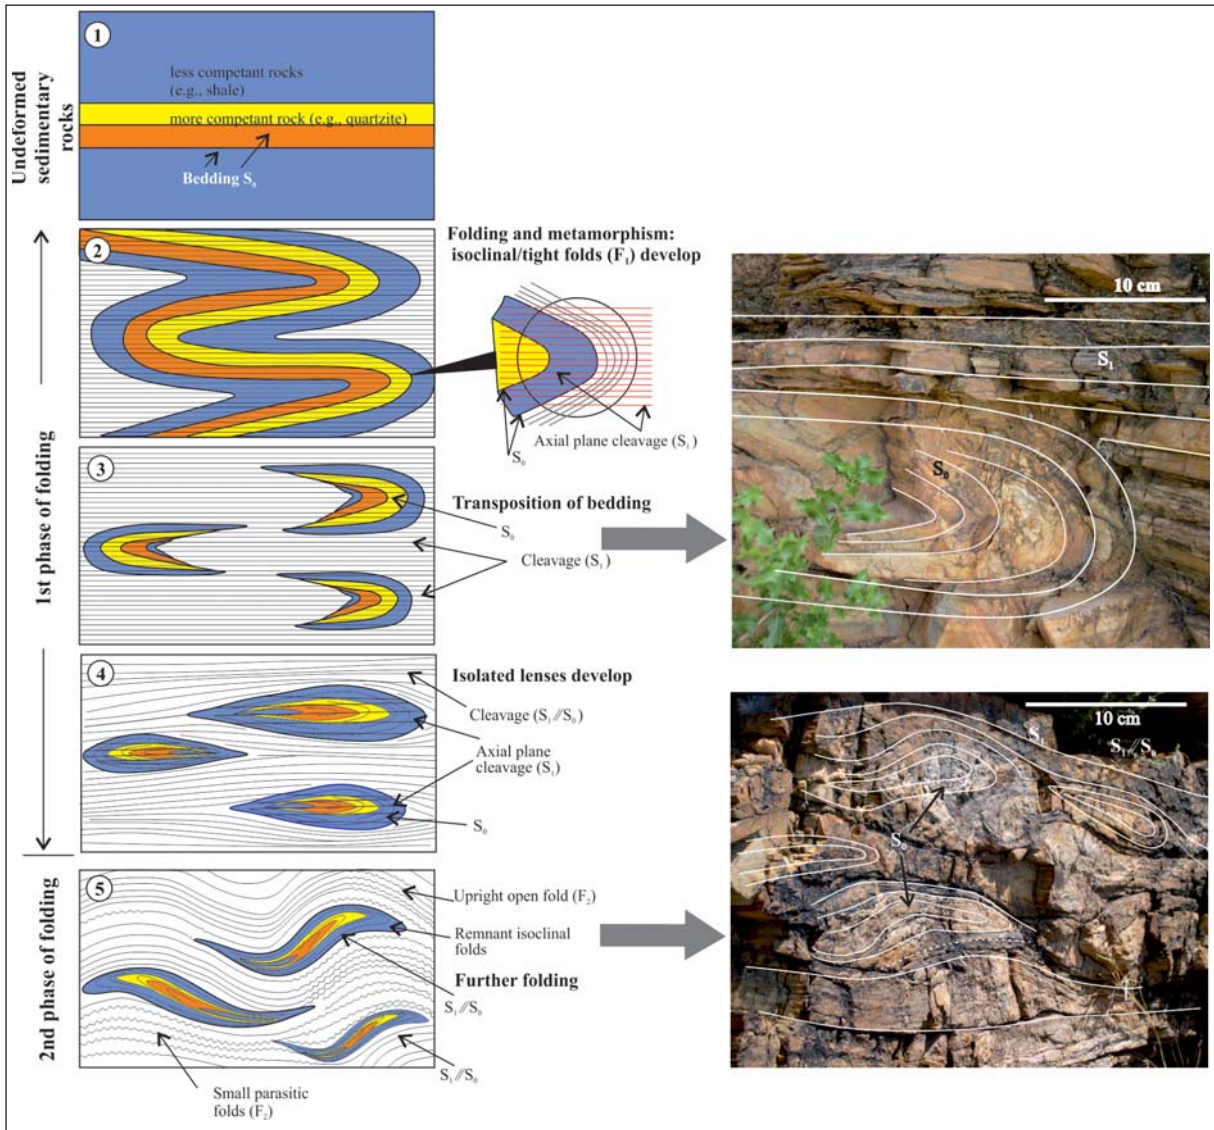 Undeformed
sedimentary
rocks
1
less competant rocks
(e.g., shale)
more competant rock (e.g., quartzite)
Bedding S₀
1st phase of folding
2
Folding and metamorphism:
isoclinal/tight folds (F₁) develop
Axial plane cleavage (S₁)
S₀
10 cm
S₁
S₀
3
Transposition of bedding
S₀
Cleavage (S₁)
4
Isolated lenses develop
Cleavage (S₁//S₀)
Axial plane
cleavage (S₁)
S₀
10 cm
S₁//S₀
S₀
2nd phase of folding
5
Upright open fold (F₂)
Remnant isoclinal
folds
Further folding
S₁//S₀
S₁//S₀
Small parasitic
folds (F₂)